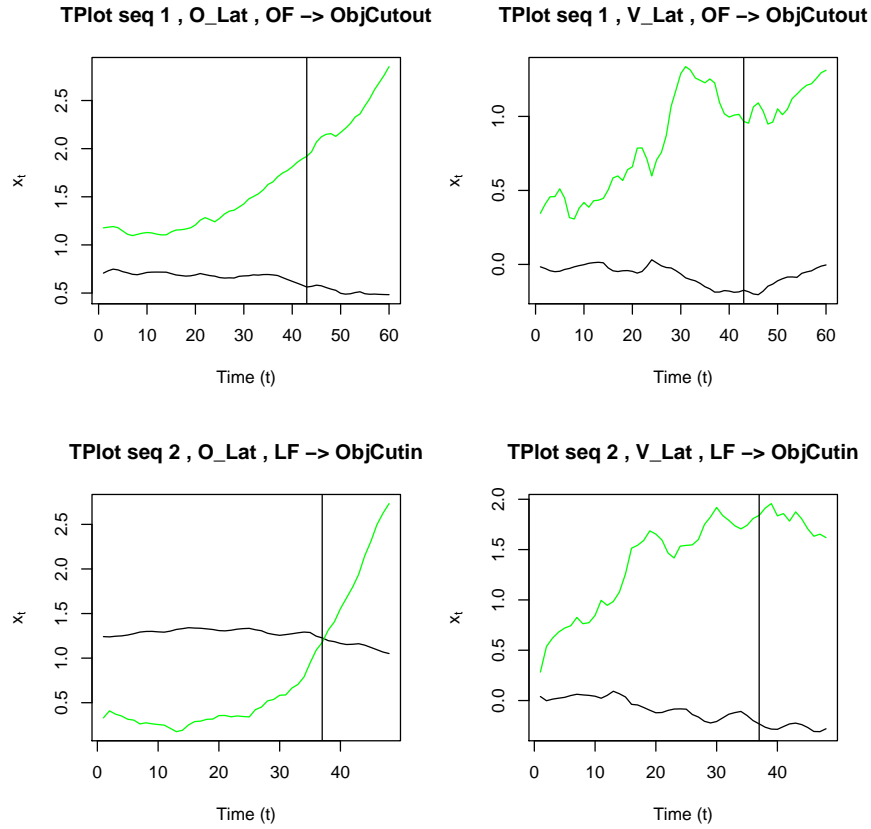 TPlot seq 1 , O_Lat , OF −> ObjCutout
x_t
0.5 1.0 1.5 2.0 2.5
0 10 20 30 40 50 60
Time (t)
TPlot seq 1 , V_Lat , OF −> ObjCutout
x_t
0.0 0.5 1.0
0 10 20 30 40 50 60
Time (t)
TPlot seq 2 , O_Lat , LF −> ObjCutin
x_t
0.5 1.0 1.5 2.0 2.5
0 10 20 30 40
Time (t)
TPlot seq 2 , V_Lat , LF −> ObjCutin
x_t
0.0 0.5 1.0 1.5 2.0
0 10 20 30 40
Time (t)